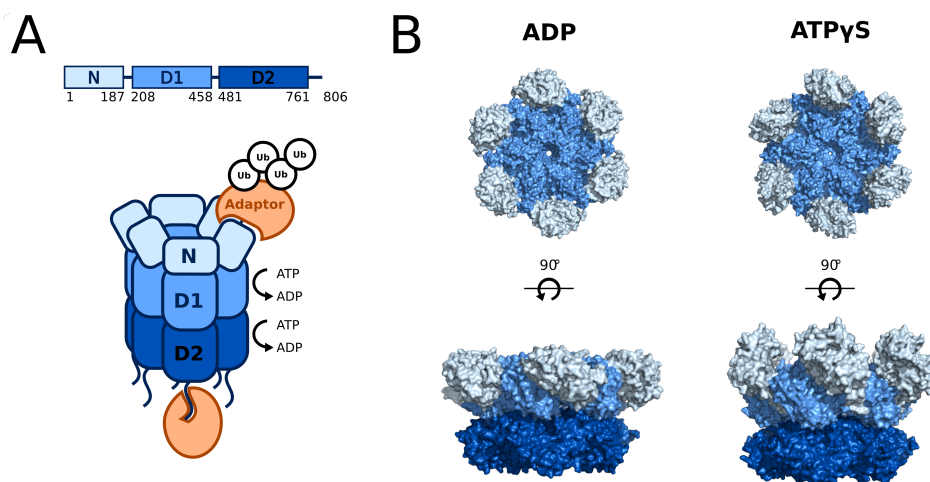 A
N D1 D2
1 187 208 458 481 761 806
Ub Ub
Ub Ub
Adaptor
N
D1
D2
ATP
ADP
ATP
ADP
B
ADP ATPγS
90° 90°